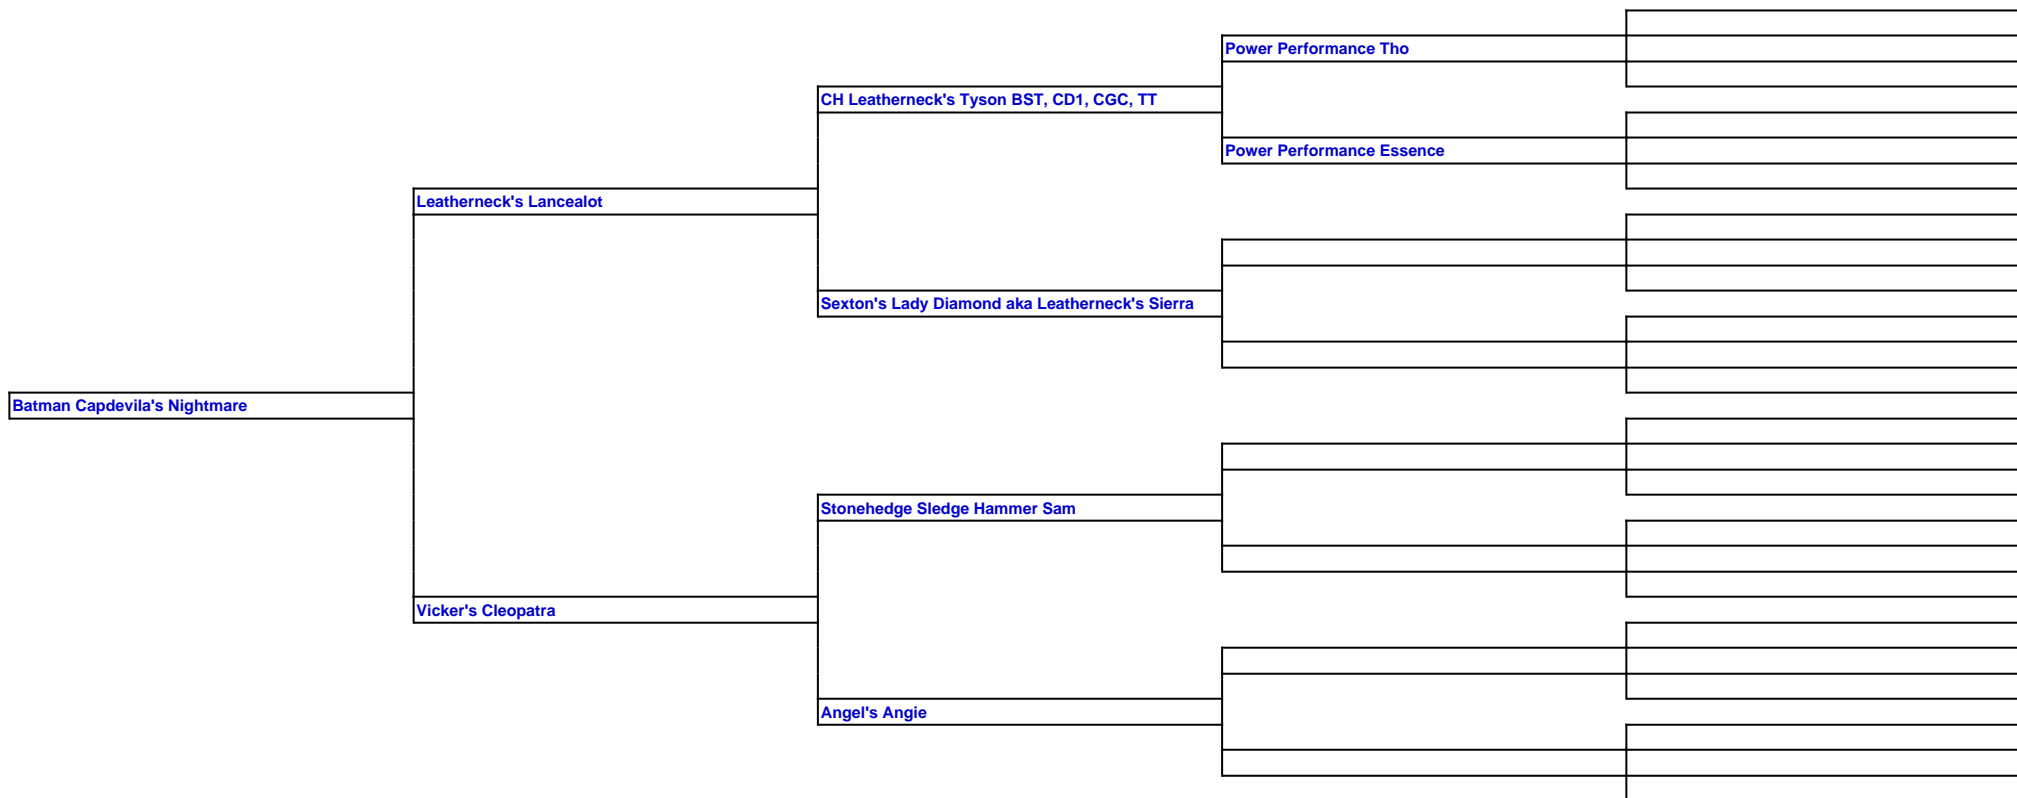 Power Performance Tho
CH Leatherneck's Tyson BST, CD1, CGC, TT
Power Performance Essence
Leatherneck's Lancealot
Sexton's Lady Diamond aka Leatherneck's Sierra
Batman Capdevila's Nightmare
Stonehedge Sledge Hammer Sam
Vicker's Cleopatra
Angel's Angie